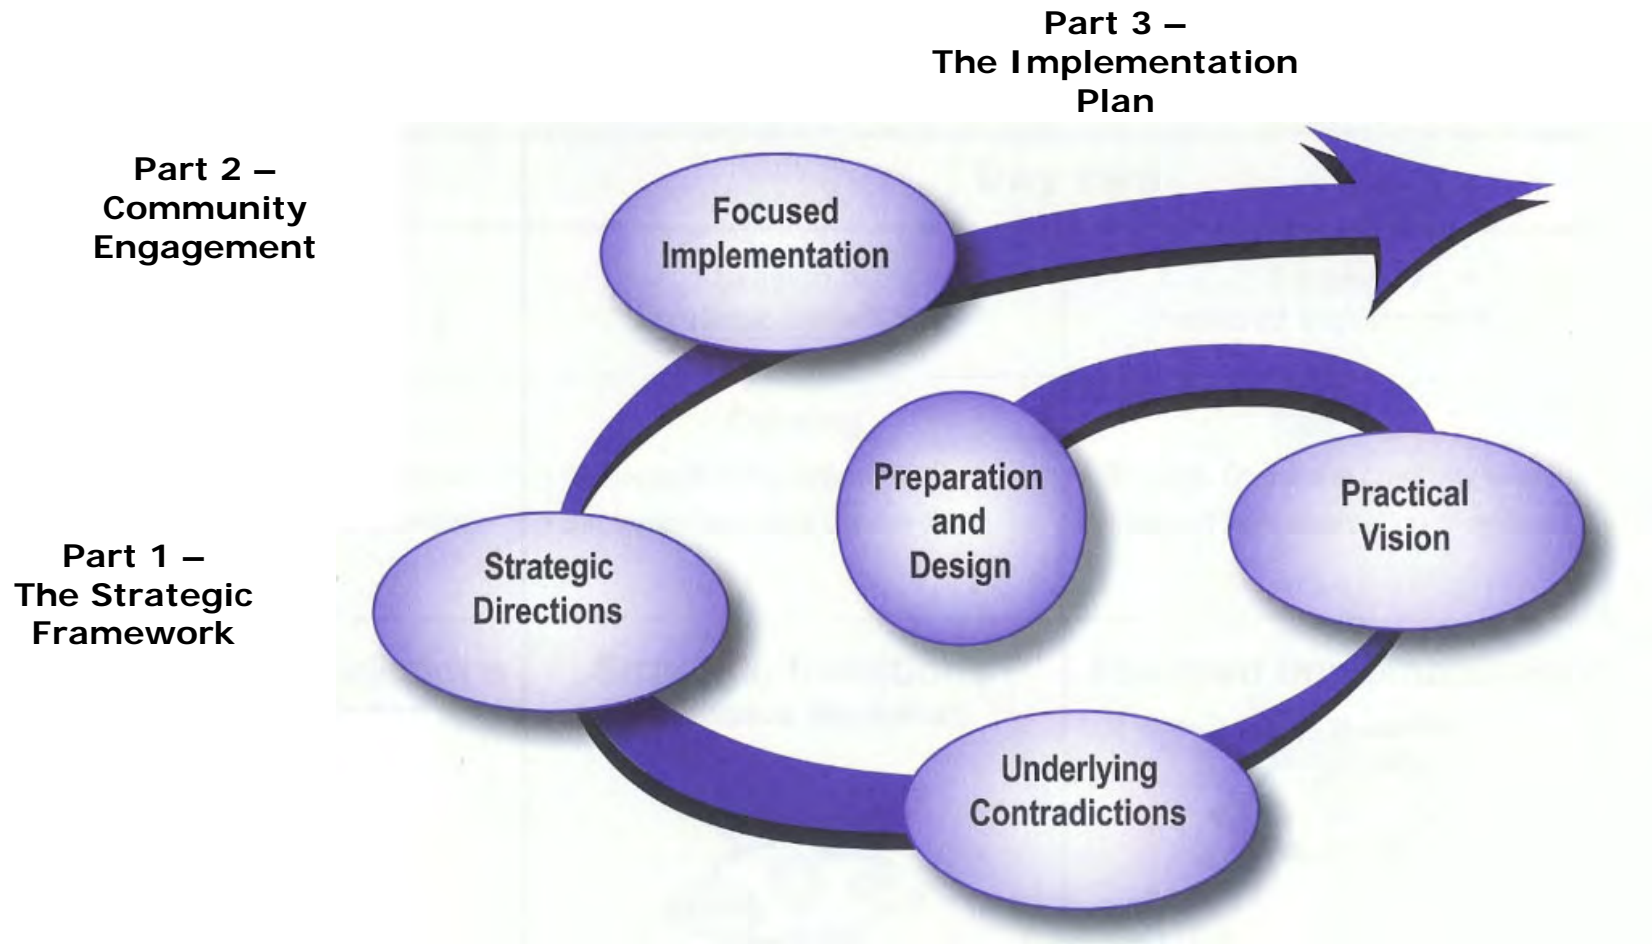 Part 3 –
The Implementation
Plan
Part 2 –
Community
Engagement
Focused
Implementation
Preparation
and
Design
Practical
Vision
Part 1 –
The Strategic
Framework
Strategic
Directions
Underlying
Contradictions